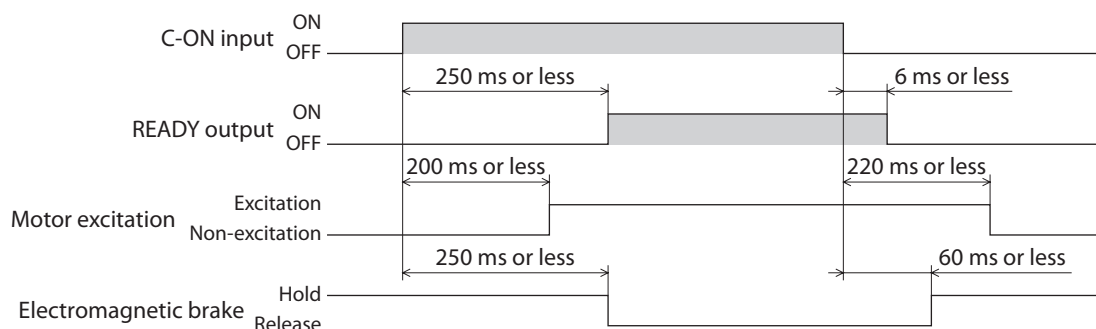 C-ON input
ON
OFF
250 ms or less
6 ms or less
READY output
ON
OFF
200 ms or less
220 ms or less
Motor excitation
Excitation
Non-excitation
250 ms or less
60 ms or less
Electromagnetic brake
Hold
Release